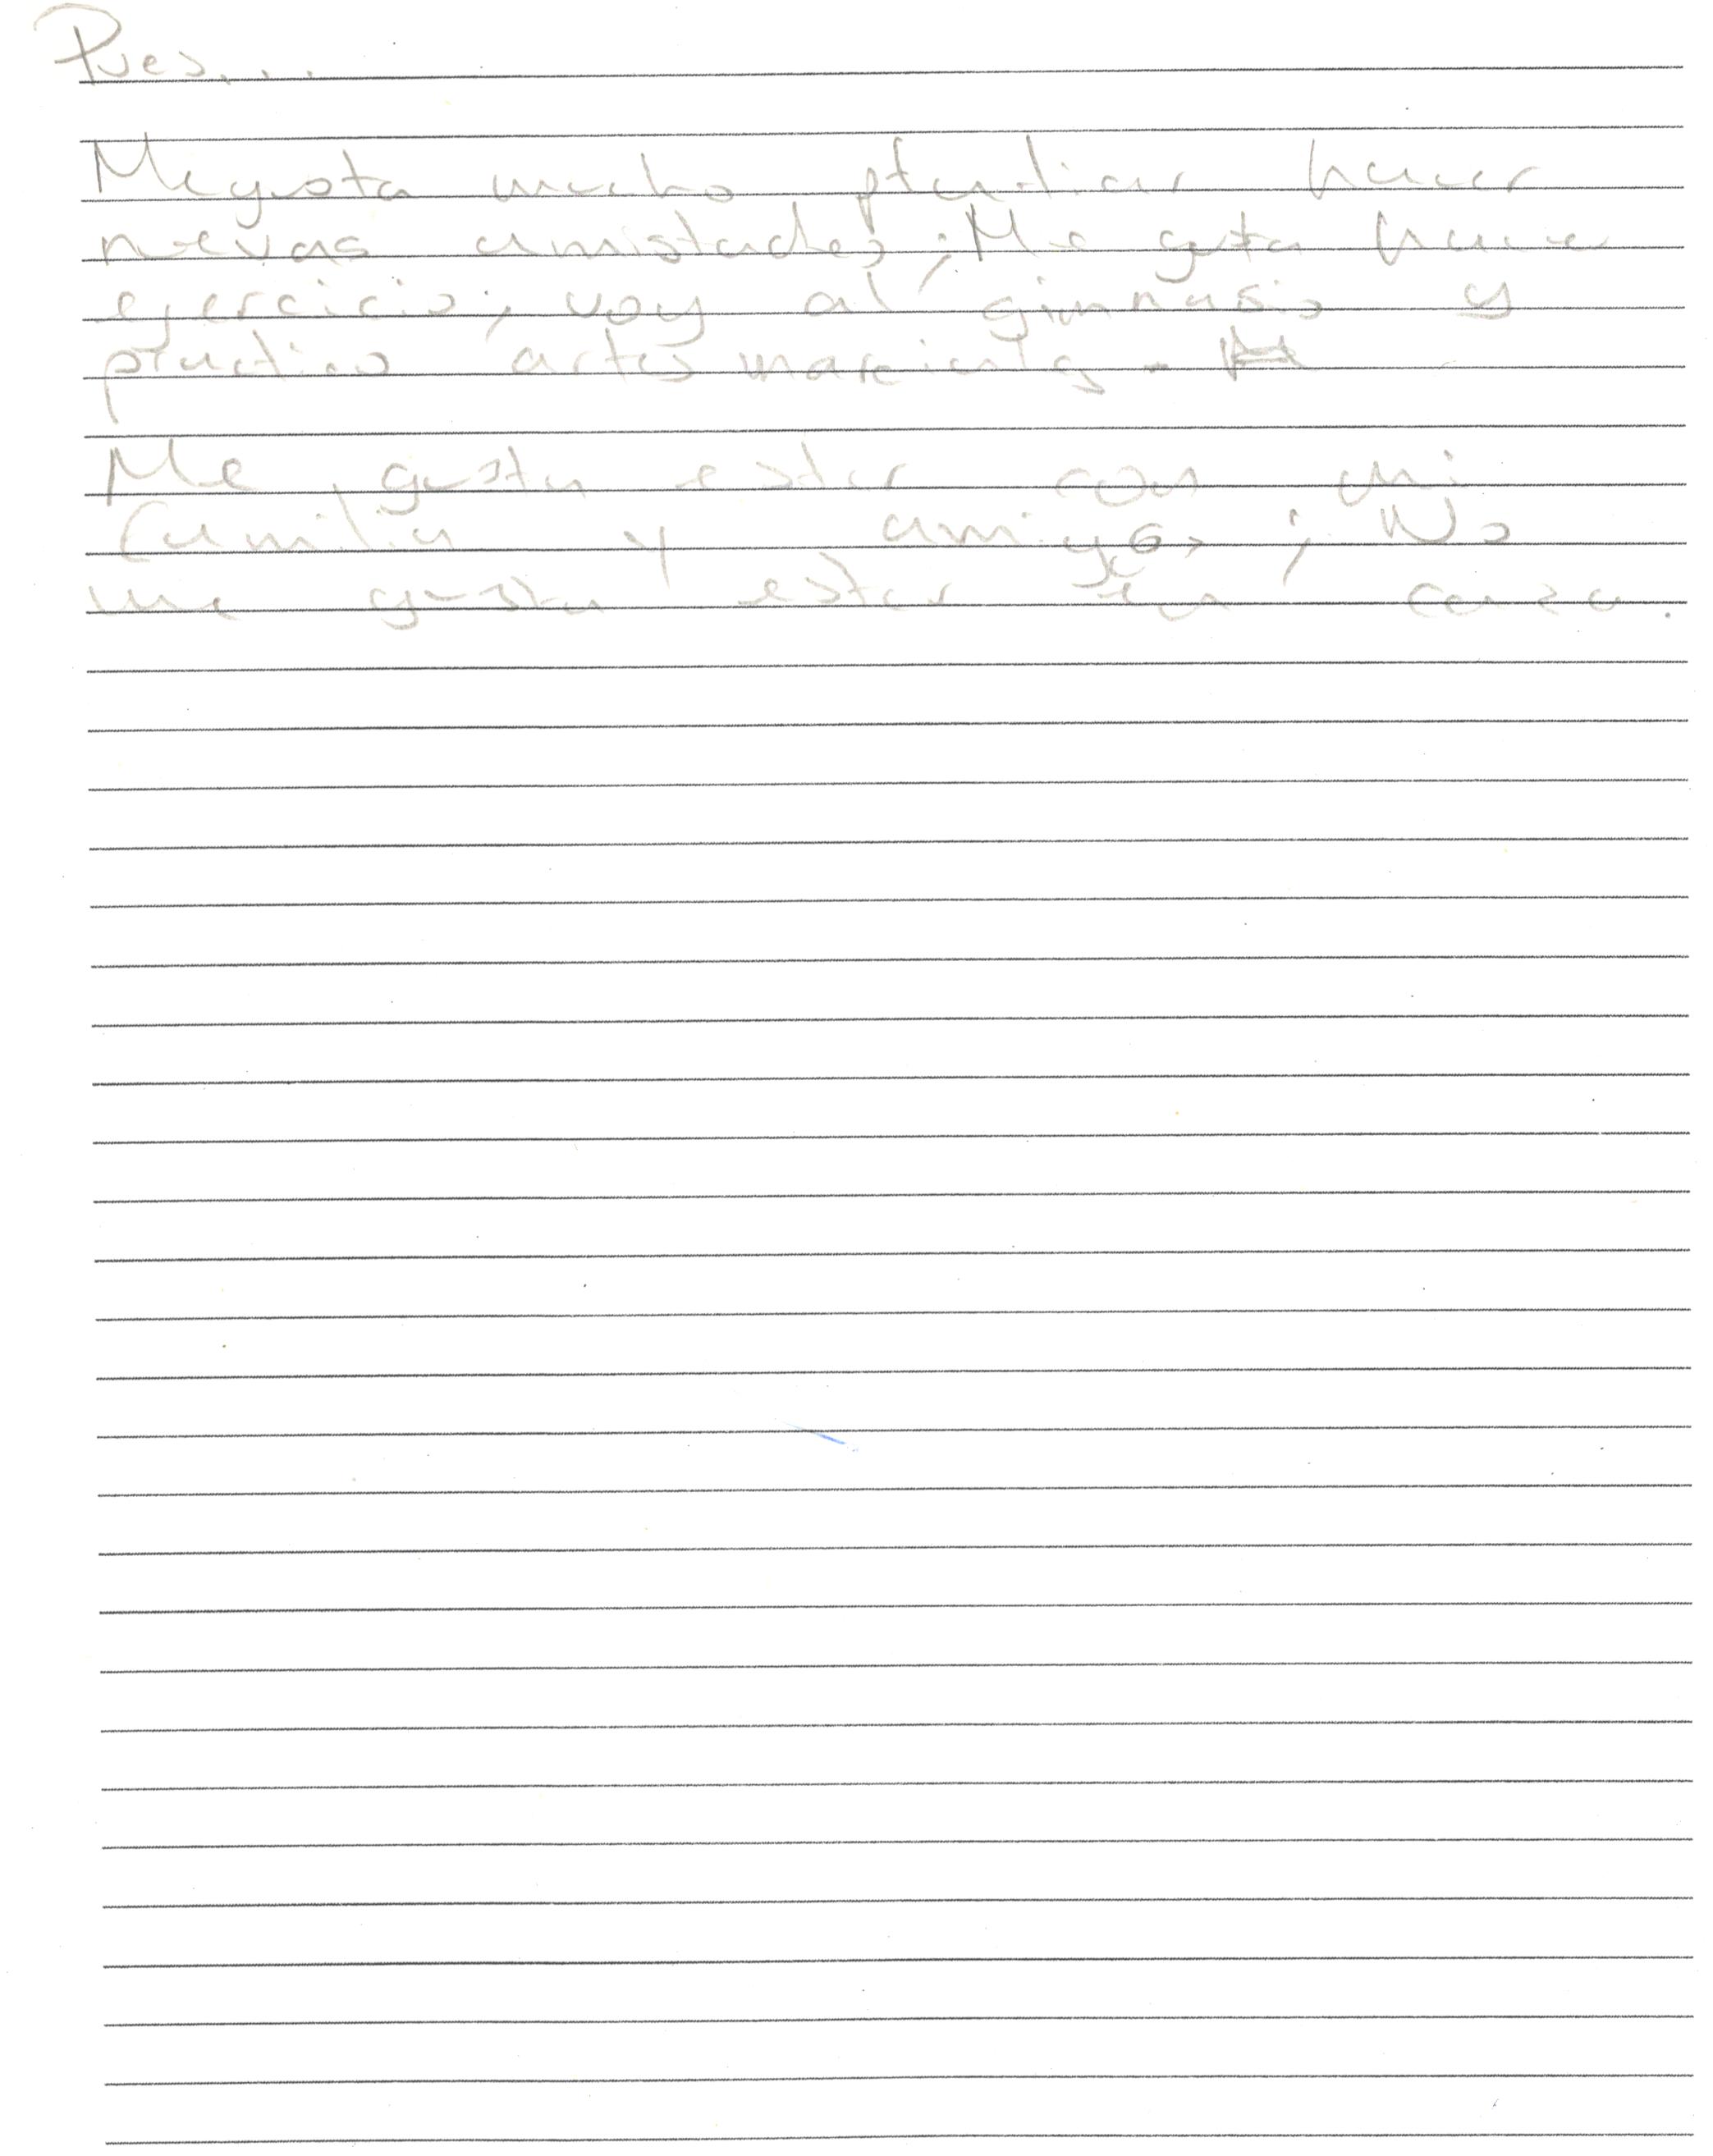 Pues...
Me gusta mucho platicar hacer
nuevas amistades; Me gusta hacer
ejercicio; voy al gimnasio y
practico artes marciales.
Me gusta estar con mi
familia y amigos; No
me gusta estar en casa.